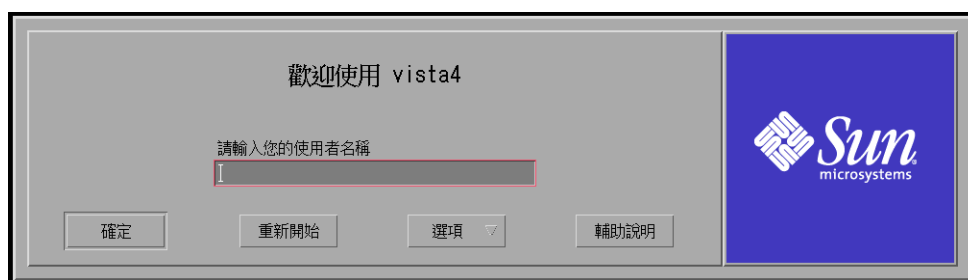 歡迎使用 vista4
請輸入您的使用者名稱
確定 重新開始 選項 輔助說明
Sun
microsystems